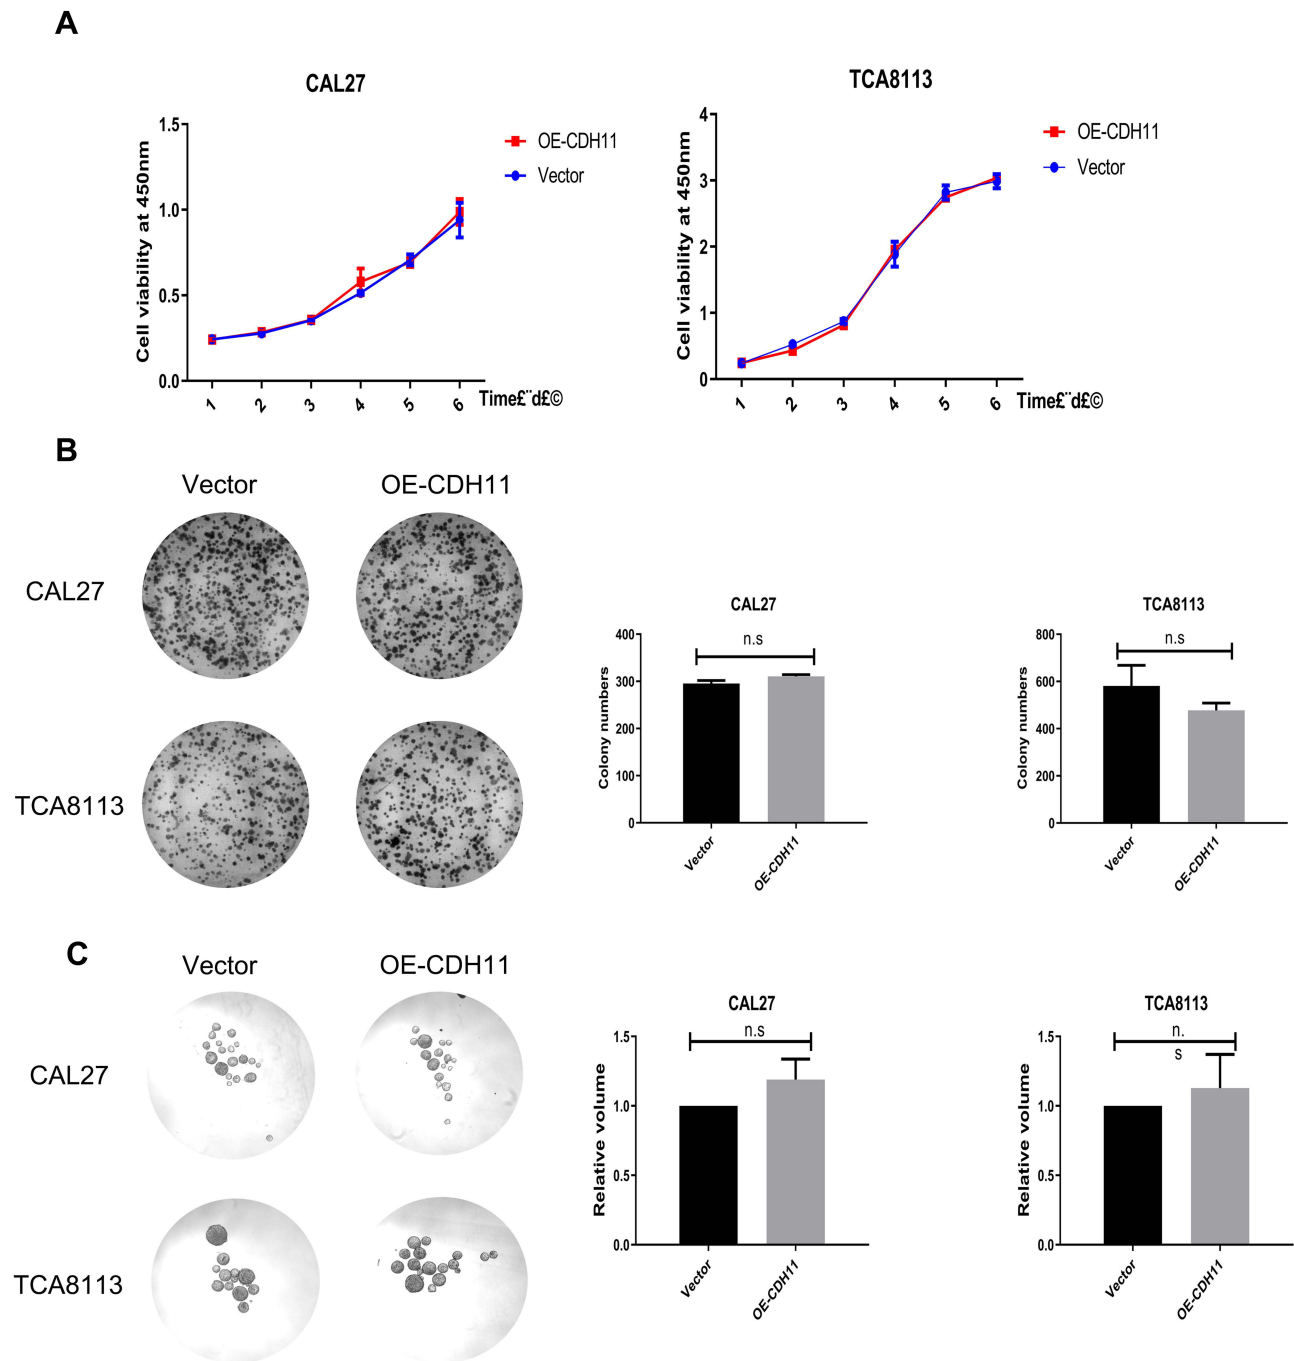 A
CAL27
Cell viability at 450nm
1.5
1.0
0.5
0.0
1 2 3 4 5 6
Time£¨d£©
OE-CDH11
Vector
TCA8113
Cell viability at 450nm
4
3
2
1
0
1 2 3 4 5 6
Time£¨d£©
OE-CDH11
Vector
B
Vector OE-CDH11
CAL27
TCA8113
CAL27
Colony numbers
400
300
200
100
0
n.s
Vector OE-CDH11
TCA8113
Colony numbers
800
600
400
200
0
n.s
Vector OE-CDH11
C
Vector OE-CDH11
CAL27
TCA8113
CAL27
Relative volume
1.5
1.0
0.5
0.0
n.s
Vector OE-CDH11
TCA8113
Relative volume
1.5
1.0
0.5
0.0
n.
s
Vector OE-CDH11